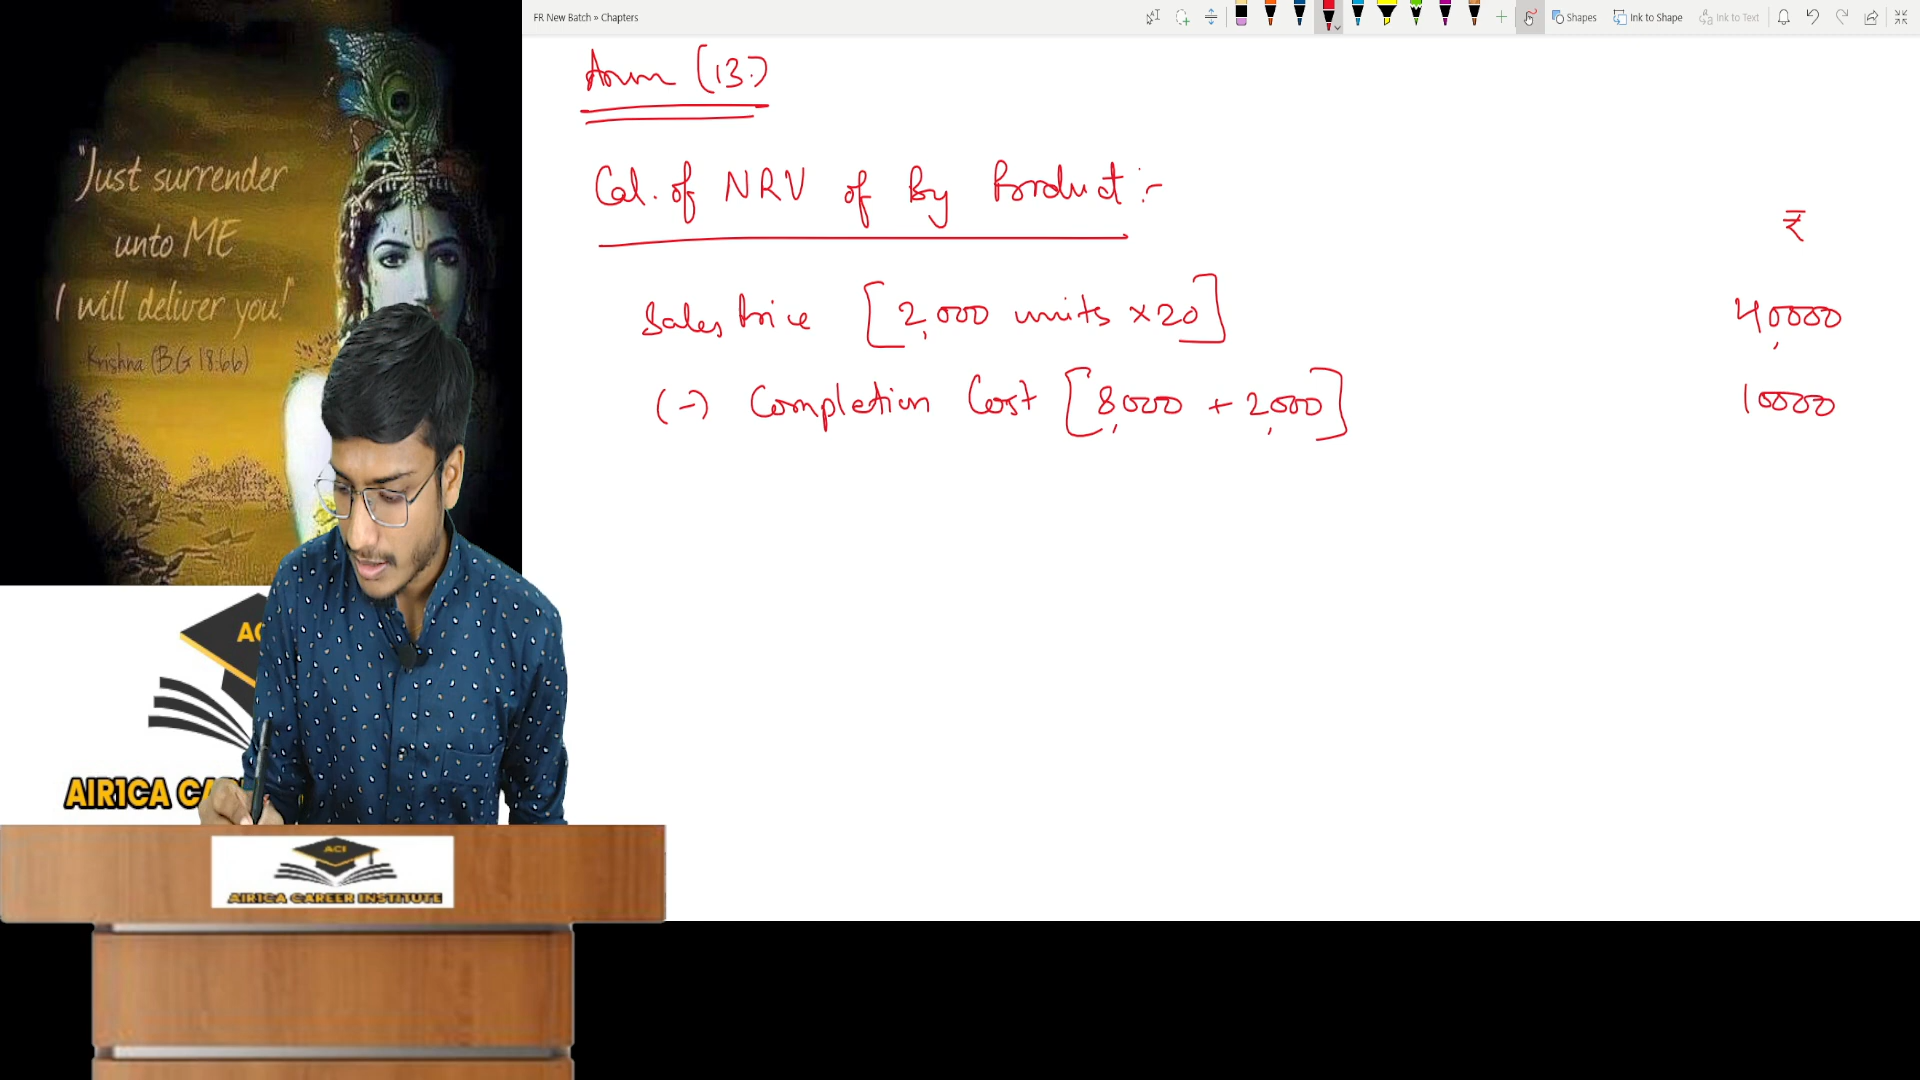 FR New Batch » Chapters
Shapes
Ink to Shape
Ink to Text
"Just surrender
unto ME
I will deliver you!"
- Krishna (B.G 18:66)
(13.)
Cal. of NRV of By Product :-
₹
Sales Price [2,000 units ×20] 40,000
(-) Completion Cost [8,000 + 2,000] 10000
AIR1CA
ACI
AIR1CA CAREER INSTITUTE